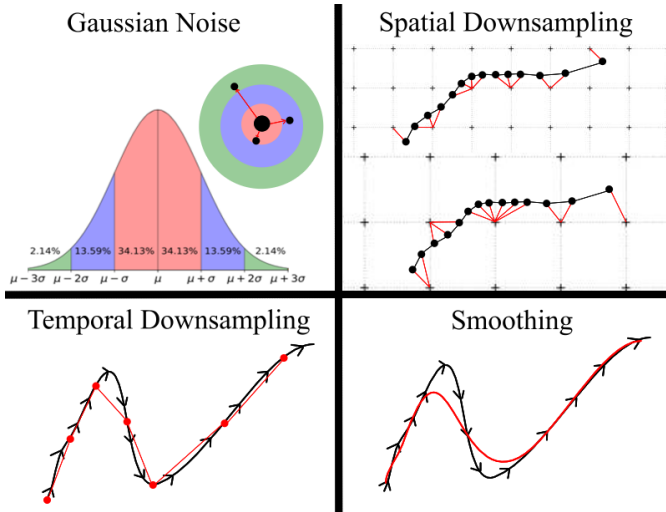 Gaussian Noise
2.14% 13.59% 34.13% 34.13% 13.59% 2.14%
μ−3σ μ−2σ μ−σ μ μ+σ μ+2σ μ+3σ
Spatial Downsampling
Temporal Downsampling
Smoothing